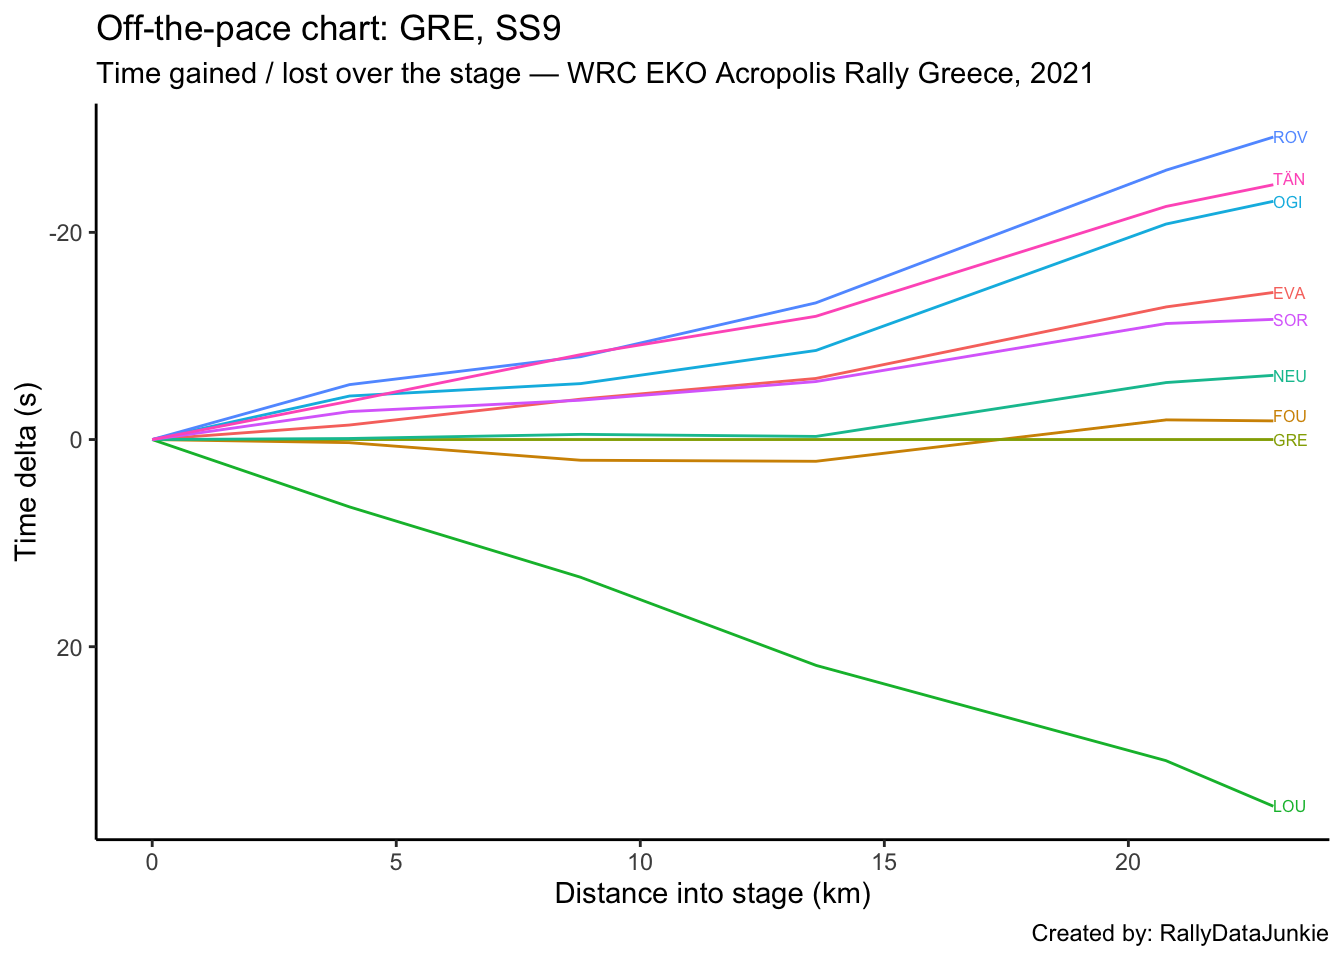 Off-the-pace chart: GRE, SS9
Time gained / lost over the stage — WRC EKO Acropolis Rally Greece, 2021
ROV
TÄN
OGI
EVA
SOR
NEU
FOU
GRE
LOU
-20
0
20
Time delta (s)
0 5 10 15 20
Distance into stage (km)
Created by: RallyDataJunkie